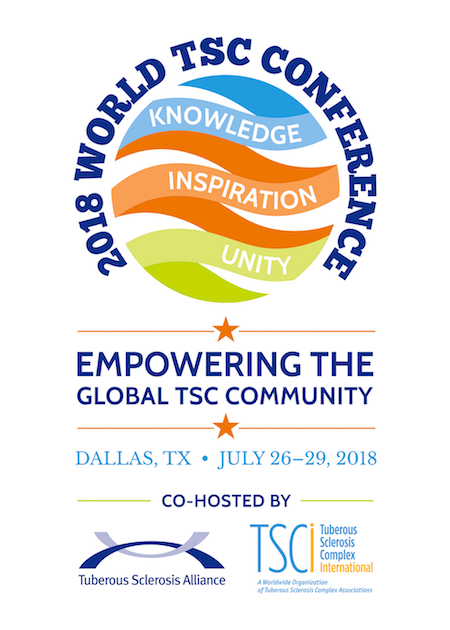 2018 WORLD TSC CONFERENCE
KNOWLEDGE
INSPIRATION
UNITY
EMPOWERING THE
GLOBAL TSC COMMUNITY
DALLAS, TX • JULY 26–29, 2018
CO-HOSTED BY
Tuberous Sclerosis Alliance
TSCi
Tuberous
Sclerosis
Complex
International
A Worldwide Organization
of Tuberous Sclerosis Complex Associations